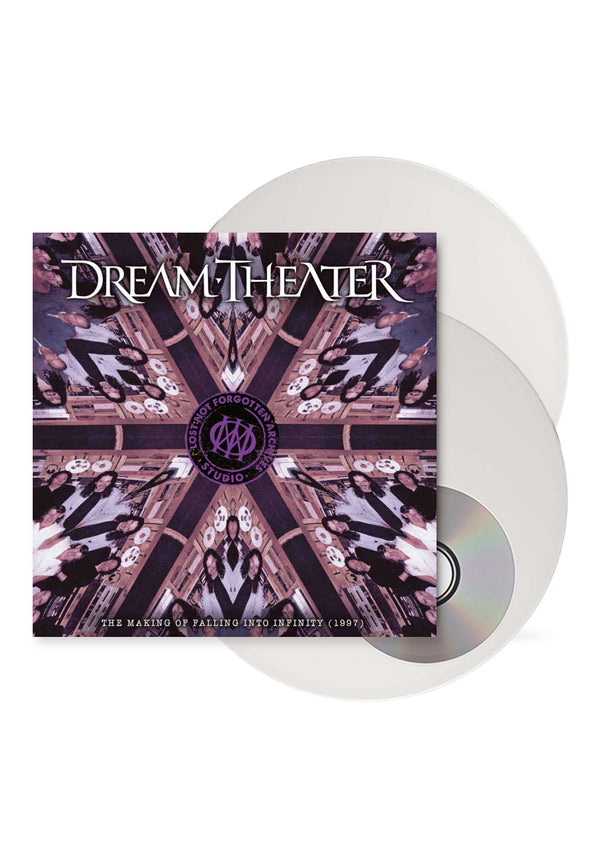 DREAM THEATER
LOST NOT FORGOTTEN ARCHIVES
STUDIO
THE MAKING OF FALLING INTO INFINITY (1997)